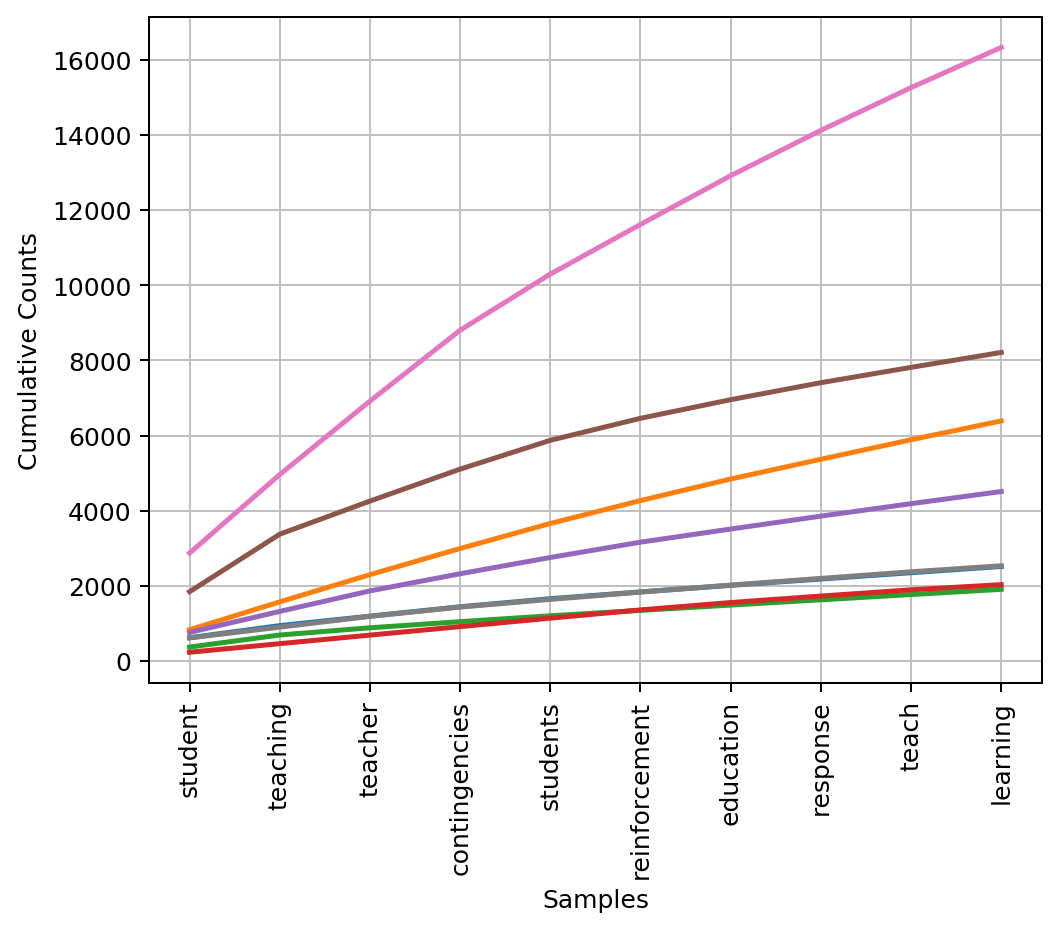 16000
14000
12000
10000
8000
6000
4000
2000
0
Cumulative Counts
student
teaching
teacher
contingencies
students
reinforcement
education
response
teach
learning
Samples